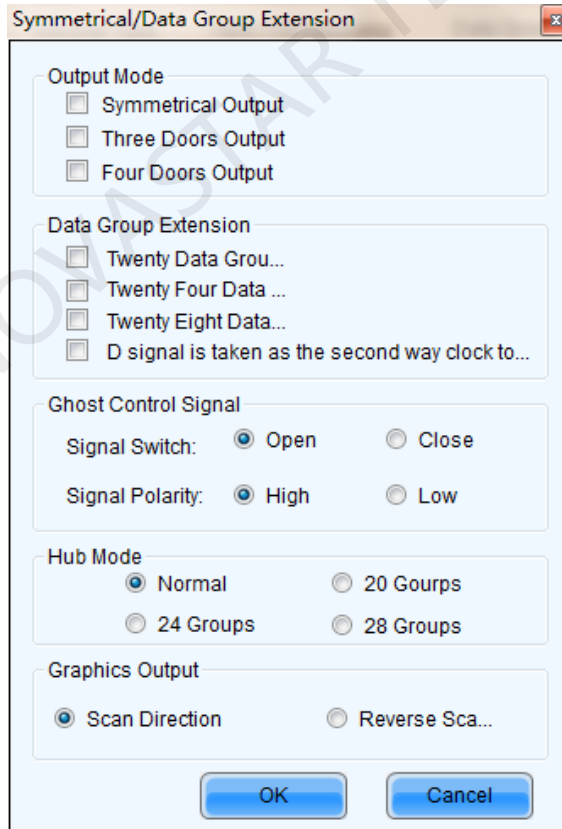 Symmetrical/Data Group Extension
Output Mode
Symmetrical Output
Three Doors Output
Four Doors Output
Data Group Extension
Twenty Data Grou...
Twenty Four Data ...
Twenty Eight Data...
D signal is taken as the second way clock to...
Ghost Control Signal
Signal Switch: Open Close
Signal Polarity: High Low
Hub Mode
Normal 20 Gourps
24 Groups 28 Groups
Graphics Output
Scan Direction Reverse Sca...
OK Cancel
NOVASTAR TE